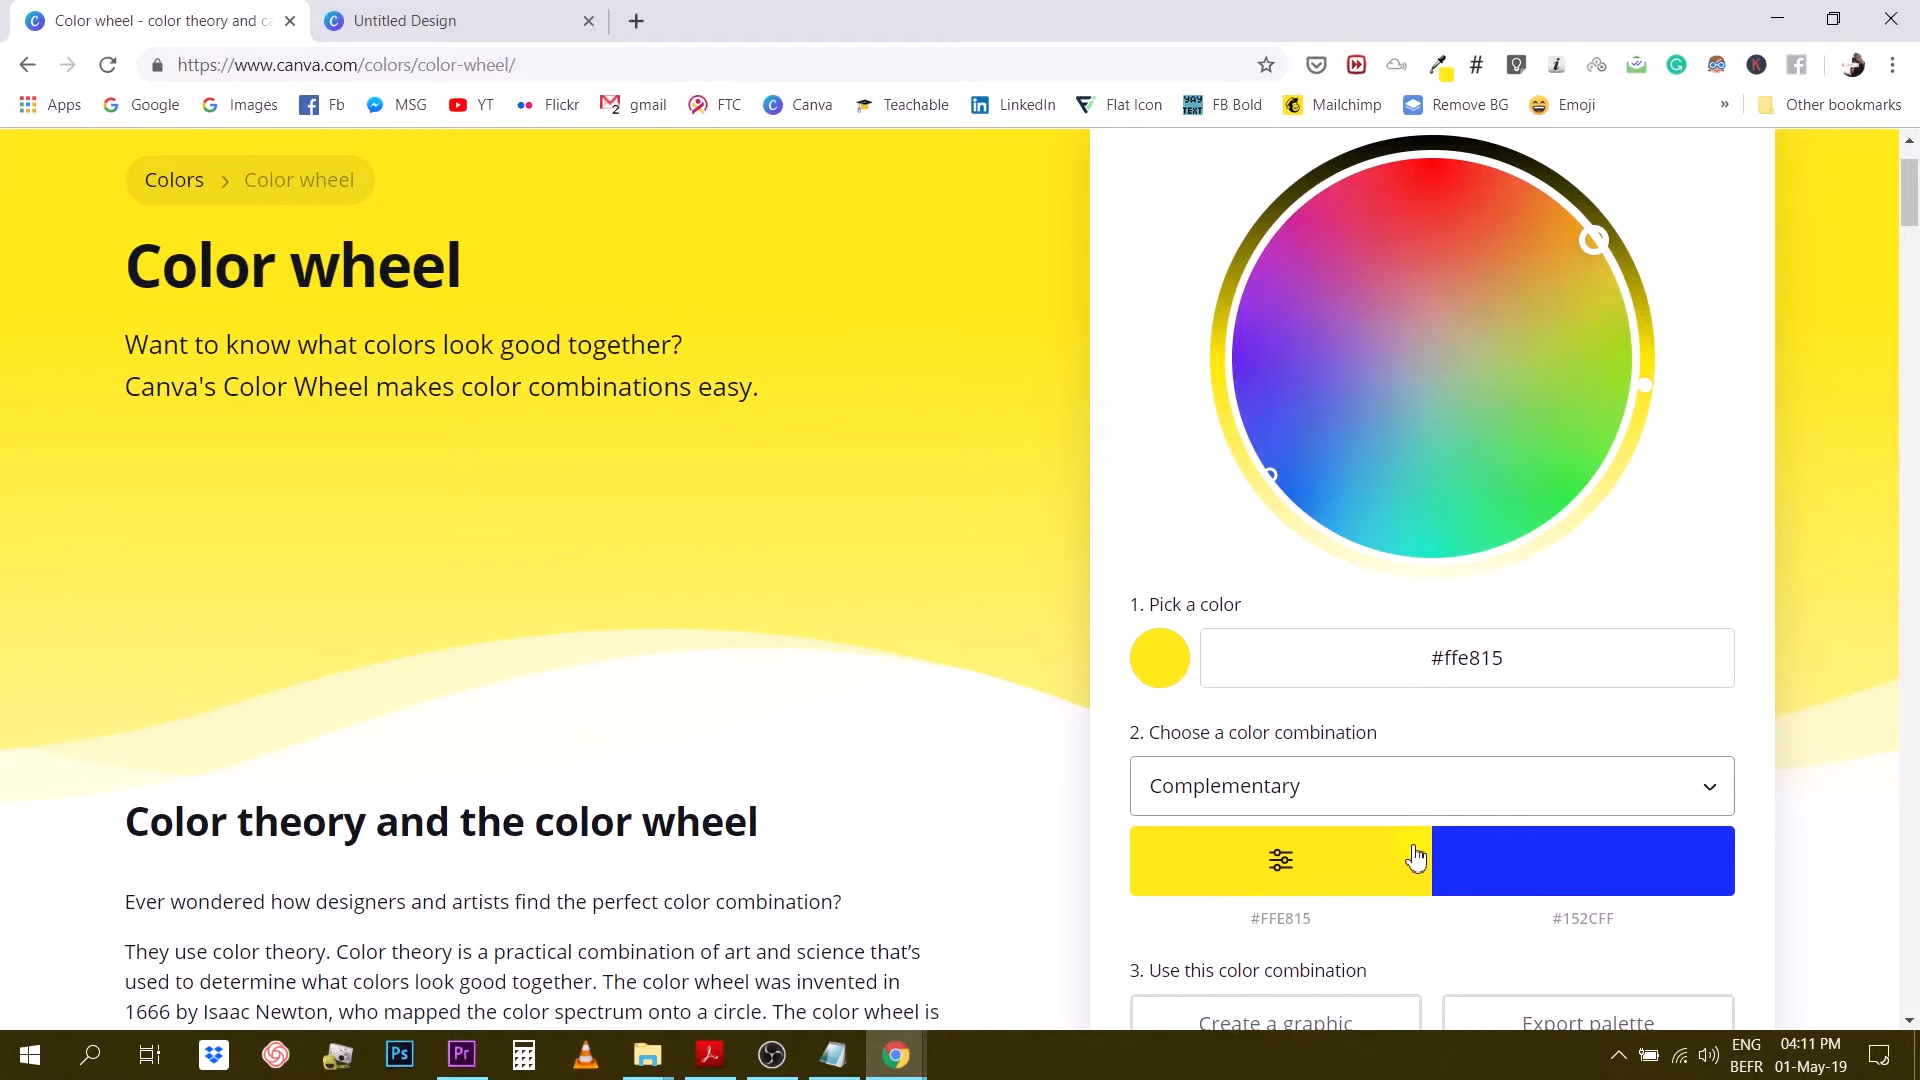 Color wheel - color theory and ca
Untitled Design
https://www.canva.com/colors/color-wheel/
Apps
Google
Images
Fb
MSG
YT
Flickr
gmail
FTC
Canva
Teachable
LinkedIn
Flat Icon
FB Bold
Mailchimp
Remove BG
Emoji
»
Other bookmarks
Colors > Color wheel
Color wheel
Want to know what colors look good together?
Canva's Color Wheel makes color combinations easy.
Color theory and the color wheel
Ever wondered how designers and artists find the perfect color combination?
They use color theory. Color theory is a practical combination of art and science that’s
used to determine what colors look good together. The color wheel was invented in
1666 by Isaac Newton, who mapped the color spectrum onto a circle. The color wheel is
1. Pick a color
#ffe815
2. Choose a color combination
Complementary
#FFE815
#152CFF
3. Use this color combination
Create a graphic
Export palette
Ps
Pr
ENG
BEFR
04:11 PM
01-May-19